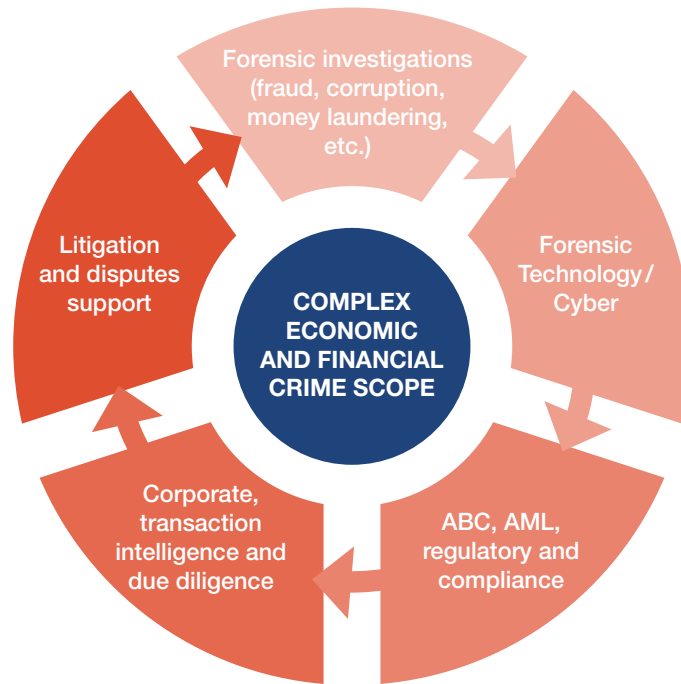 Forensic investigations
(fraud, corruption,
money laundering,
etc.)
Forensic
Technology/
Cyber
ABC, AML,
regulatory and
compliance
Corporate,
transaction
intelligence and
due diligence
Litigation
and disputes
support
COMPLEX
ECONOMIC
AND FINANCIAL
CRIME SCOPE